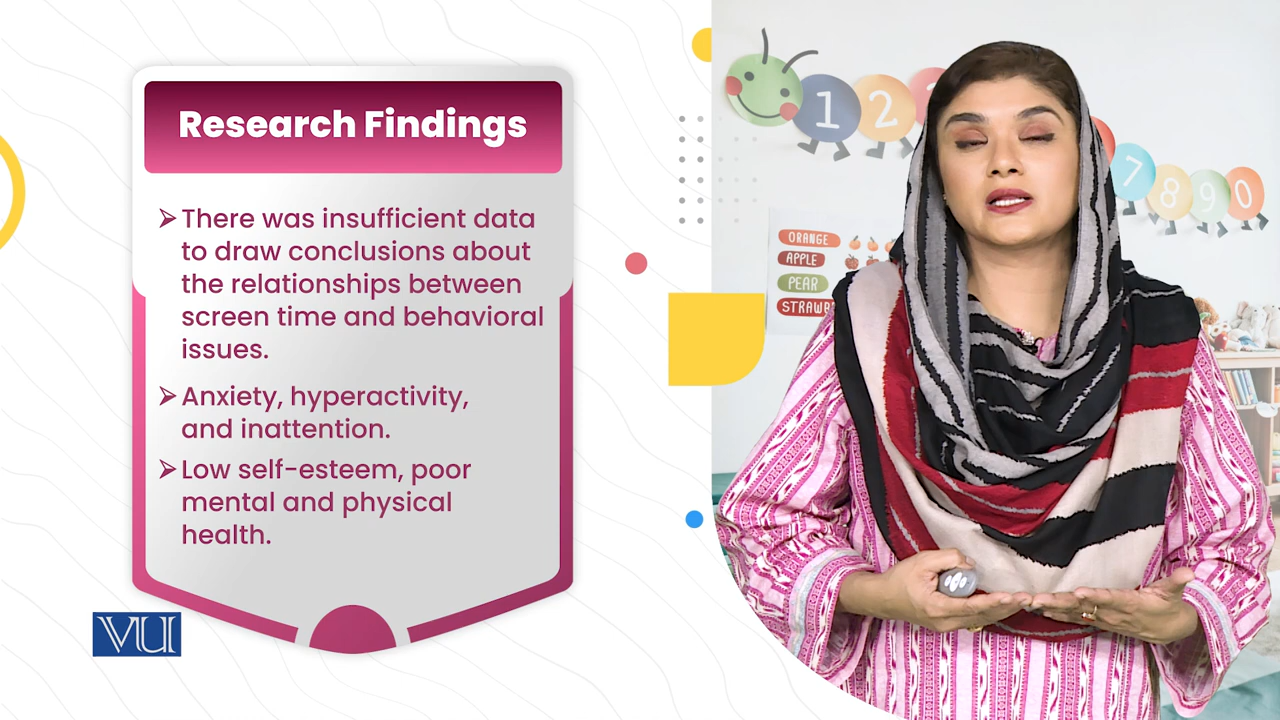 Research Findings
➢ There was insufficient data
to draw conclusions about
the relationships between
screen time and behavioral
issues.
➢ Anxiety, hyperactivity,
and inattention.
➢ Low self-esteem, poor
mental and physical
health.
VU
1 2
7 8 9 0
ORANGE
APPLE
PEAR